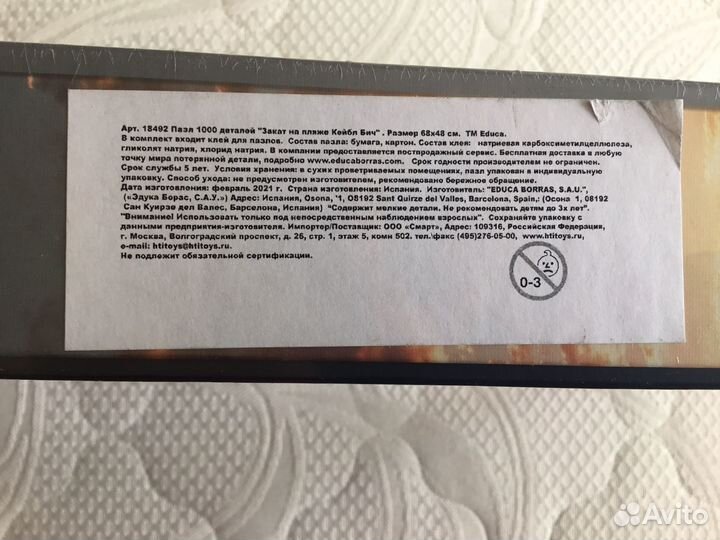 Арт. 18492 Пазл 1000 деталей "Закат на пляже Кейбл Бич" . Размер 68х48 см. ТМ Educa.
В комплект входит клей для пазлов. Состав пазла: бумага, картон. Состав клея: натриевая карбоксиметилцеллюлоза,
гликолят натрия, хлорид натрия. В компании предоставляется постпродажный сервис. Бесплатная доставка в любую
точку мира потерянной детали, подробно www.educaborras.com. Срок годности производителем не ограничен.
Срок службы 5 лет. Условия хранения: в сухих проветриваемых помещениях, пазл упакован в индивидуальную
упаковку. Способ ухода: не предусмотрен изготовителем, рекомендовано бережное обращение.
Дата изготовления: февраль 2021 г. Страна изготовления: Испания. Изготовитель: "EDUCA BORRAS, S.A.U.",
(«Эдука Борас, С.А.У.») Адрес: Испания, Osona, '1, 08192 Sant Quirze del Valles, Barcelona, Spain,: (Осона 1, 08192
Сан Куирзе дел Валес, Барселона, Испания) "Содержит мелкие детали. Не рекомендовать детям до 3х лет".
"Внимание! Использовать только под непосредственным наблюдением взрослых". Сохраняйте упаковку с
данными предприятия-изготовителя. Импортер/Поставщик: ООО «Смарт», Адрес: 109316, Российская Федерация,
г. Москва, Волгоградский проспект, д. 26, стр. 1, этаж 5, комн 502. тел.\факс (495)276-05-00, www.htitoys.ru,
e-mail: hti@htitoys.ru.
Не подлежит обязательной сертификации.
0-3
Avito